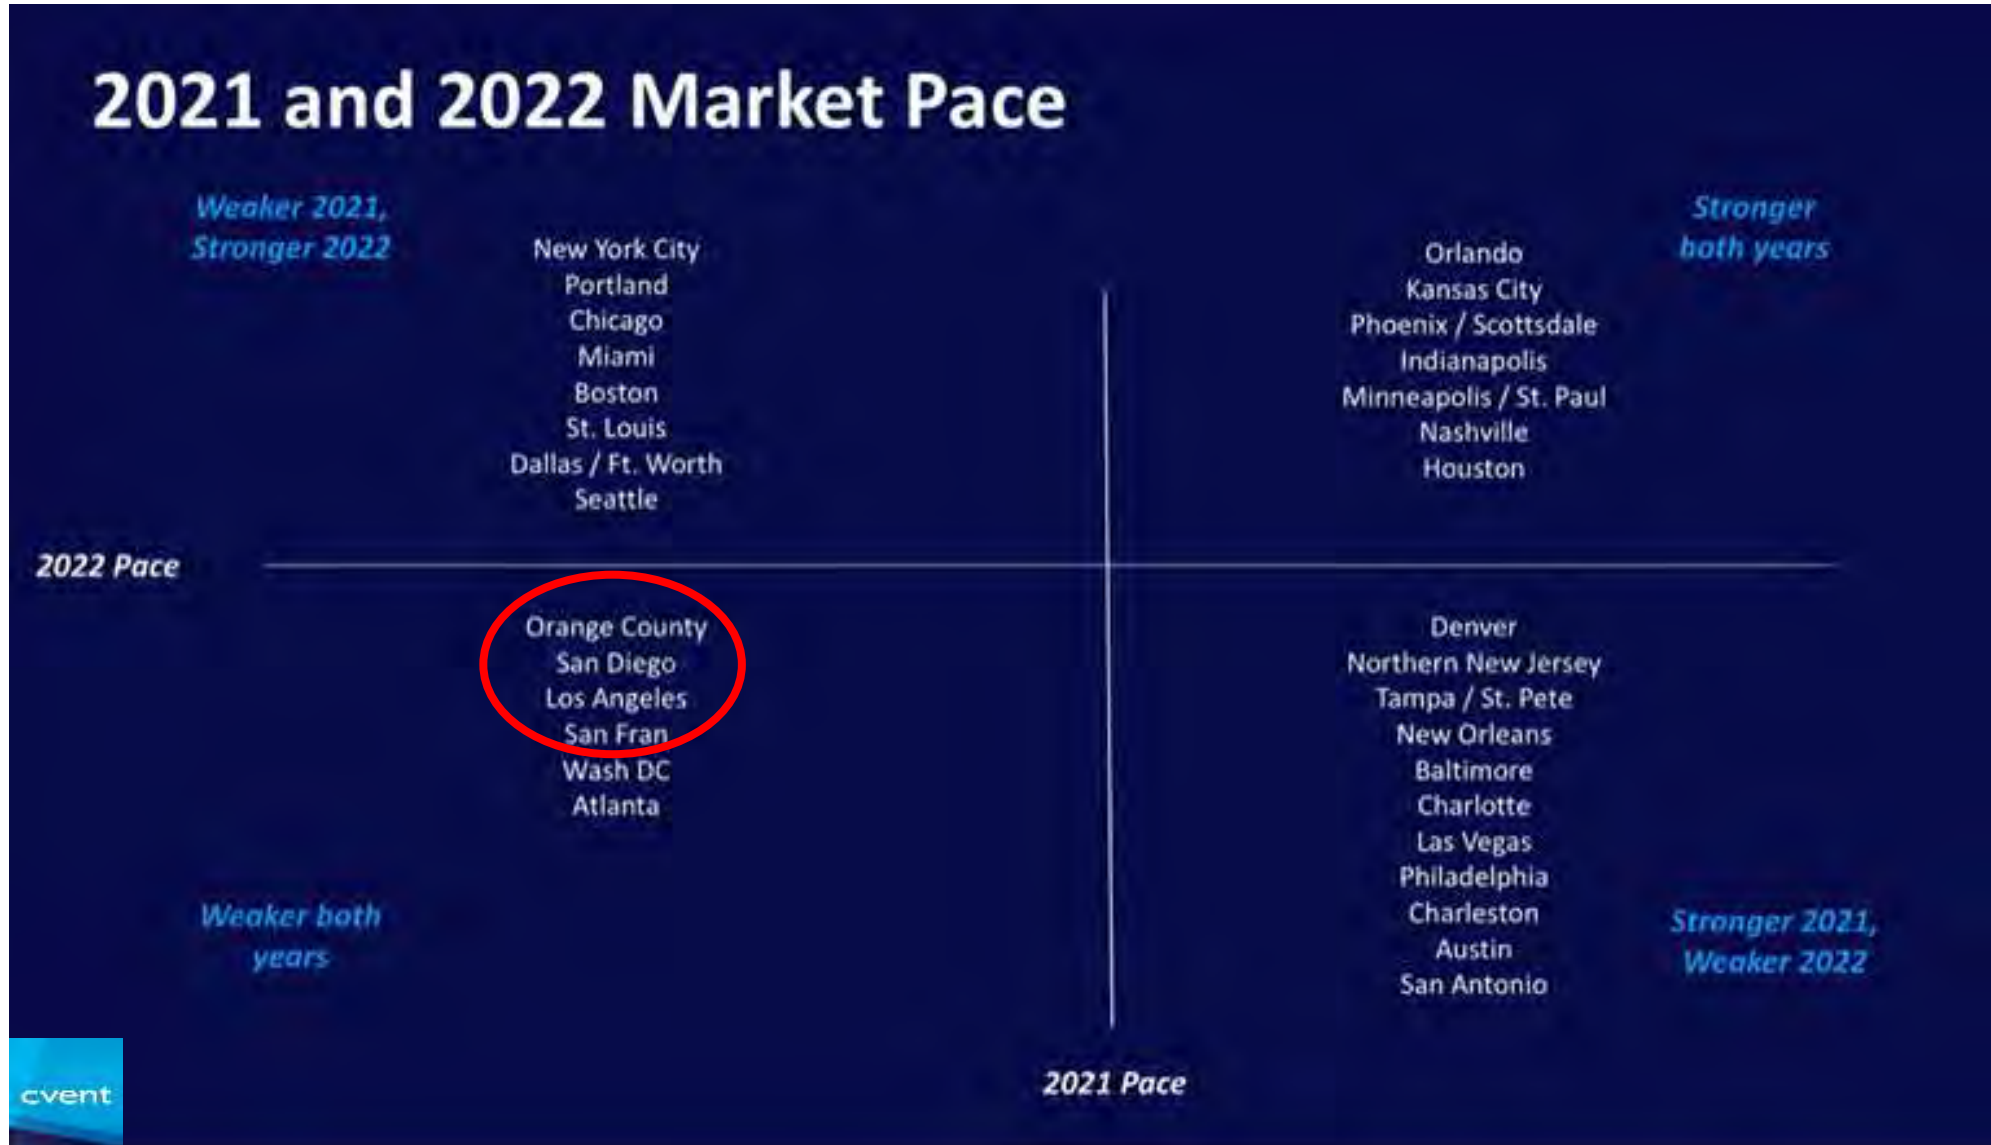 2021 and 2022 Market Pace
Weaker 2021,
Stronger 2022
New York City
Portland
Chicago
Miami
Boston
St. Louis
Dallas / Ft. Worth
Seattle
Stronger
both years
Orlando
Kansas City
Phoenix / Scottsdale
Indianapolis
Minneapolis / St. Paul
Nashville
Houston
2022 Pace
Orange County
San Diego
Los Angeles
San Fran
Wash DC
Atlanta
Weaker both
years
Denver
Northern New Jersey
Tampa / St. Pete
New Orleans
Baltimore
Charlotte
Las Vegas
Philadelphia
Charleston
Austin
San Antonio
Stronger 2021,
Weaker 2022
2021 Pace
cvent